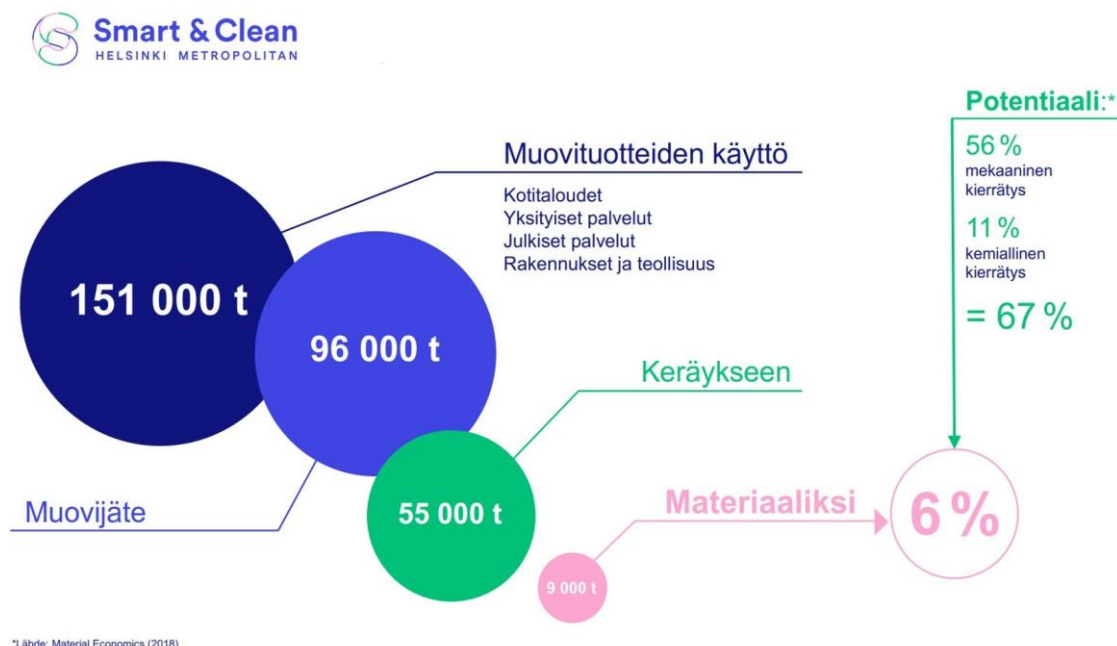 Smart & Clean
HELSINKI METROPOLITAN
Potentiaali:*
56 %
mekaaninen
kierrätys
11 %
kemiallinen
kierrätys
= 67 %
Muovituotteiden käyttö
Kotitaloudet
Yksityiset palvelut
Julkiset palvelut
Rakennukset ja teollisuus
151 000 t
96 000 t
Keräykseen
Muovijäte
55 000 t
Materiaaliksi
6 %
9 000 t
*Lähde: Material Economics (2018)